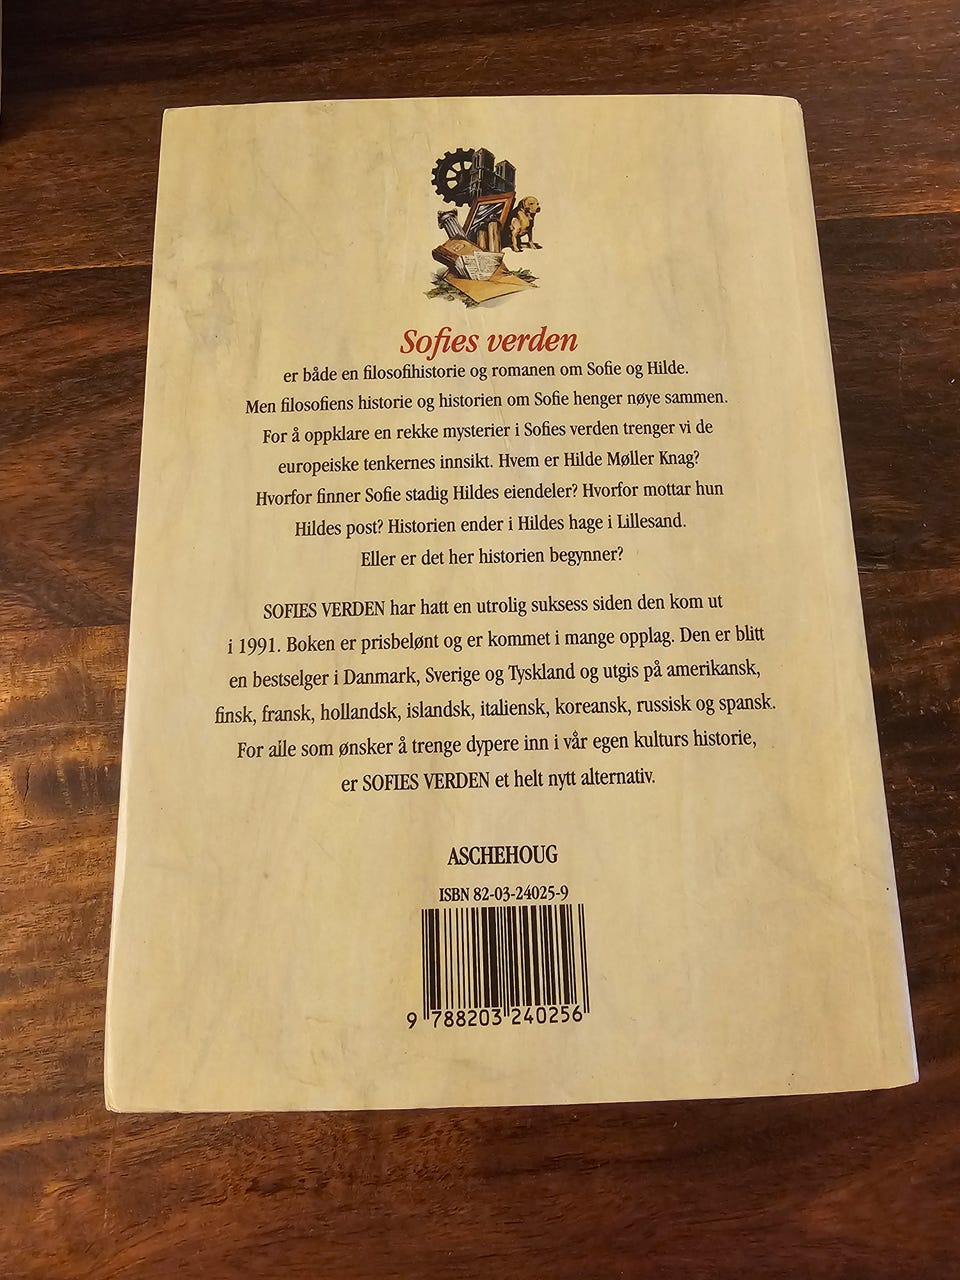 Sofies verden
er både en filosofihistorie og romanen om Sofie og Hilde.
Men filosofiens historie og historien om Sofie henger nøye sammen.
For å oppklare en rekke mysterier i Sofies verden trenger vi de
europeiske tenkernes innsikt. Hvem er Hilde Møller Knag?
Hvorfor finner Sofie stadig Hildes eiendeler? Hvorfor mottar hun
Hildes post? Historien ender i Hildes hage i Lillesand.
Eller er det her historien begynner?
SOFIES VERDEN har hatt en utrolig suksess siden den kom ut
i 1991. Boken er prisbelønt og er kommet i mange opplag. Den er blitt
en bestselger i Danmark, Sverige og Tyskland og utgis på amerikansk,
finsk, fransk, hollandsk, islandsk, italiensk, koreansk, russisk og spansk.
For alle som ønsker å trenge dypere inn i vår egen kulturs historie,
er SOFIES VERDEN et helt nytt alternativ.
ASCHEHOUG
ISBN 82-03-24025-9
9 788203 240256